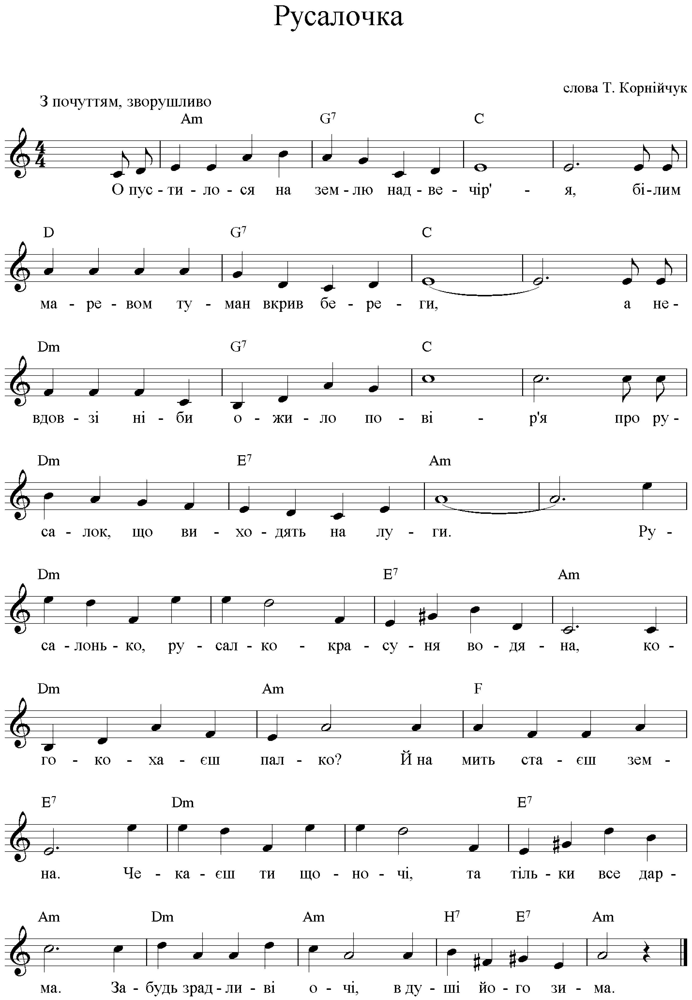 Русалочка
слова Т. Корнійчук
З почуттям, зворушливо
Am G7 C
4 4
О пус - ти - ло - ся на зем - лю над - ве - чір' - я, бі - лим
D G7 C
ма - ре - вом ту - ман вкрив бе - ре - ги, а не -
Dm G7 C
вдов - зі ні - би о - жи - ло по - ві - р'я про ру -
Dm E7 Am
са - лок, що ви - хо - дять на лу - ги. Ру -
Dm E7 Am
са - лонь - ко, ру - сал - ко - кра - су - ня во - дя - на, ко -
Dm Am F
го - ко - ха - єш пал - ко? Й на мить ста - єш зем -
E7 Dm E7
на. Че - ка - єш ти що - но - чі, та тіль - ки все дар -
Am Dm Am H7 E7 Am
ма. За - будь зрад - ли - ві о - чі, в ду - ші йо - го зи - ма.